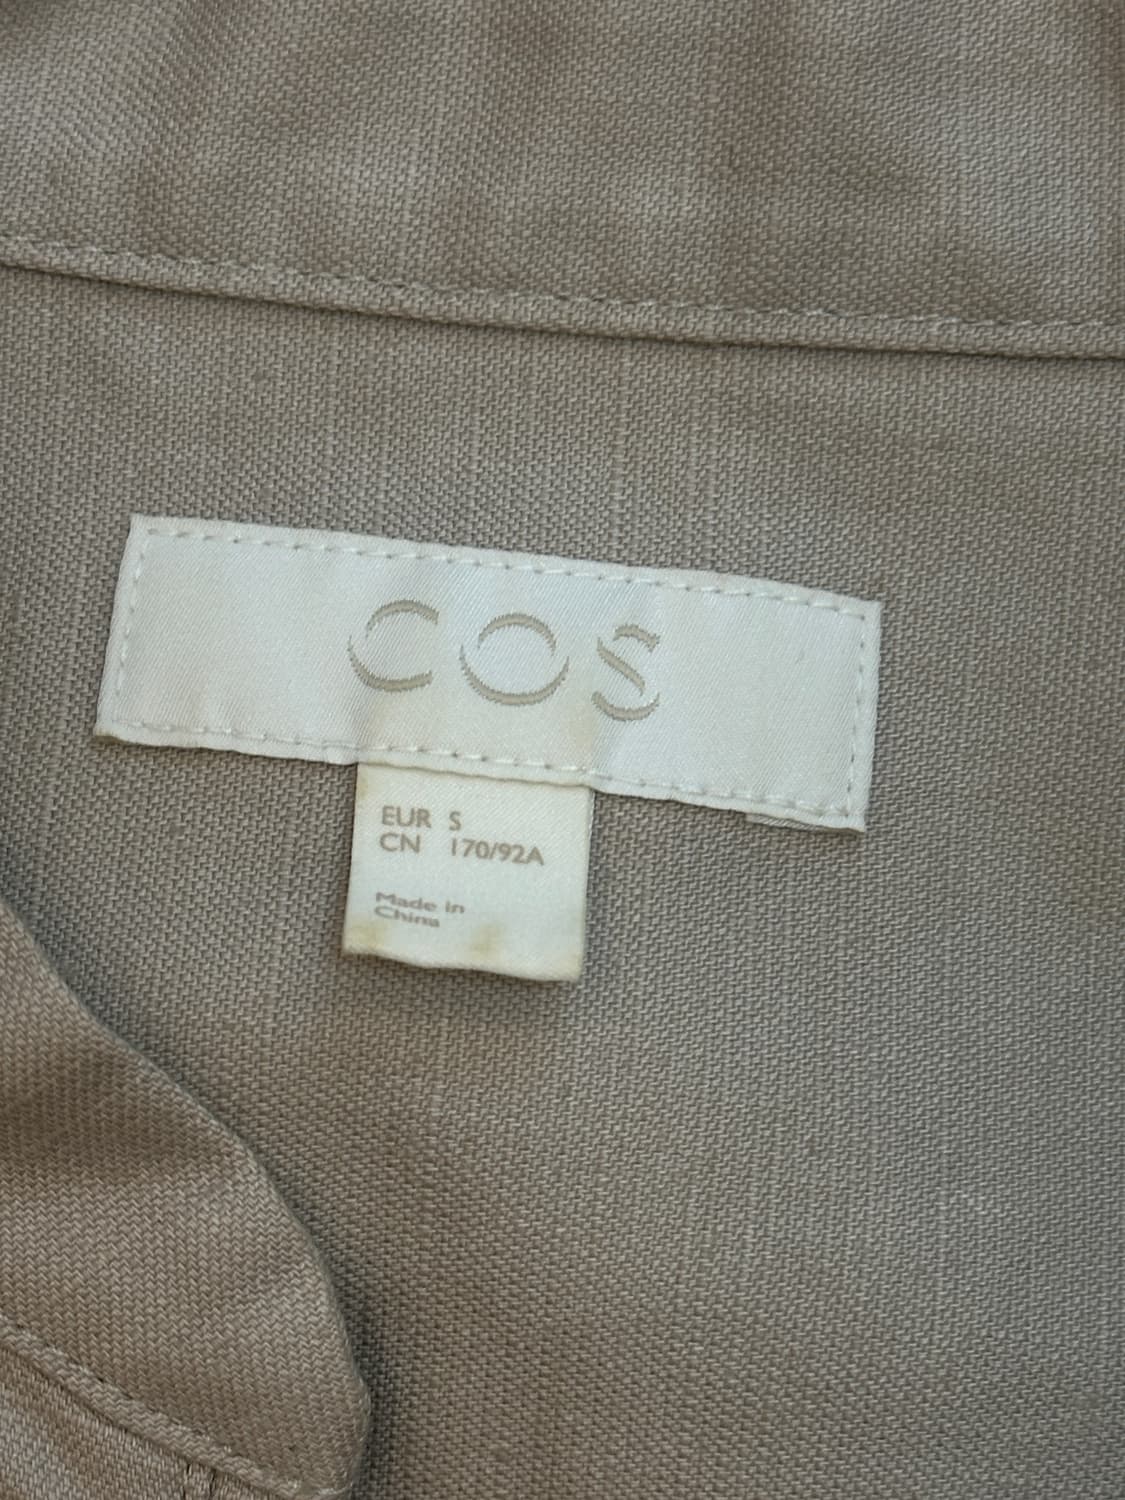 COS
EUR S
CN 170/92A
Made in
China